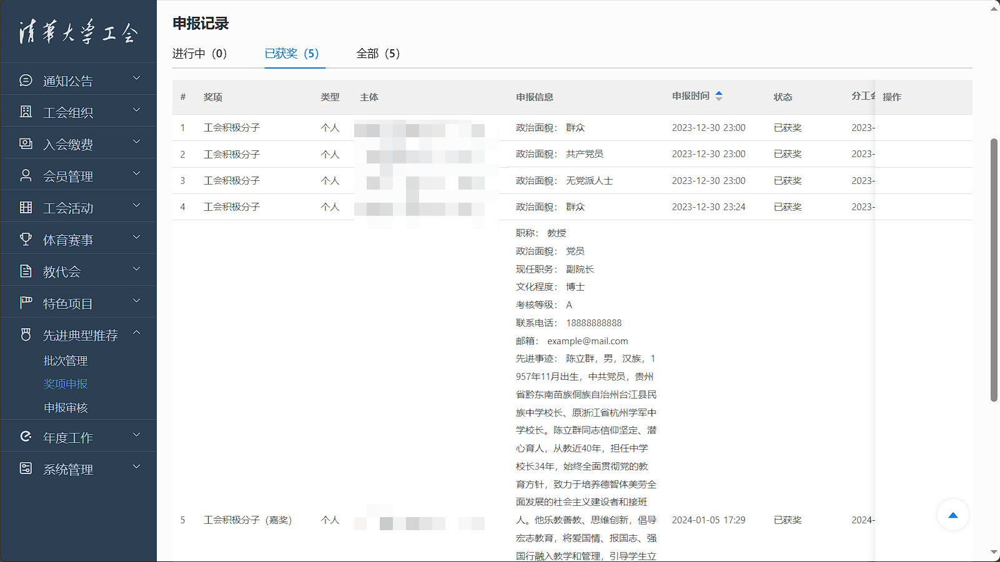 清华大学工会
通知公告
工会组织
入会缴费
会员管理
工会活动
体育赛事
教代会
特色项目
先进典型推荐
批次管理
奖项申报
申报审核
年度工作
系统管理
申报记录
进行中（0） 已获奖（5） 全部（5）
# 奖项 类型 主体 申报信息 申报时间 状态 分工会 操作
1 工会积极分子 个人 政治面貌： 群众 2023-12-30 23:00 已获奖 2023-
2 工会积极分子 个人 政治面貌： 共产党员 2023-12-30 23:00 已获奖 2023-
3 工会积极分子 个人 政治面貌： 无党派人士 2023-12-30 23:00 已获奖 2023-
4 工会积极分子 个人 政治面貌： 群众 2023-12-30 23:24 已获奖 2023-
职称： 教授
政治面貌： 党员
现任职务： 副院长
文化程度： 博士
考核等级： A
联系电话： 18888888888
邮箱： example@mail.com
先进事迹： 陈立群，男，汉族，1
957年11月出生，中共党员，贵州
省黔东南苗族侗族自治州台江县民
族中学校长、原浙江省杭州学军中
学校长。陈立群同志信仰坚定、潜
心育人，从教近40年，担任中学
校长34年，始终全面贯彻党的教
育方针，致力于培养德智体美劳全
面发展的社会主义建设者和接班
5 工会积极分子（嘉奖） 个人 人。他乐教善教、思维创新，倡导 2024-01-05 17:29 已获奖 2024-
宏志教育，将爱国情、报国志、强
国行融入教学和管理，引导学生立